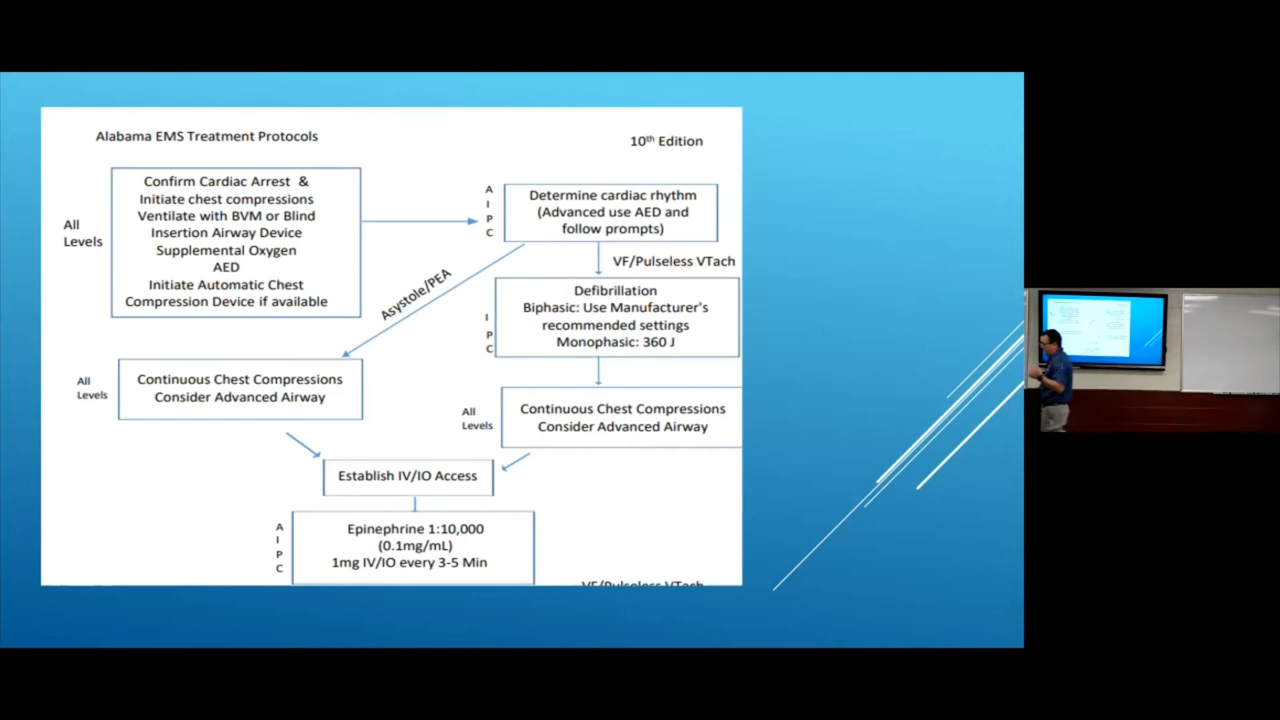 Alabama EMS Treatment Protocols
10th Edition
All
Levels
Confirm Cardiac Arrest &
Initiate chest compressions
Ventilate with BVM or Blind
Insertion Airway Device
Supplemental Oxygen
AED
Initiate Automatic Chest
Compression Device if available
A
I
P
C
Determine cardiac rhythm
(Advanced use AED and
follow prompts)
Asystole/PEA
VF/Pulseless VTach
I
P
C
Defibrillation
Biphasic: Use Manufacturer's
recommended settings
Monophasic: 360 J
All
Levels
Continuous Chest Compressions
Consider Advanced Airway
All
Levels
Continuous Chest Compressions
Consider Advanced Airway
Establish IV/IO Access
A
I
P
C
Epinephrine 1:10,000
(0.1mg/mL)
1mg IV/IO every 3-5 Min
VF/Pulseless VTach